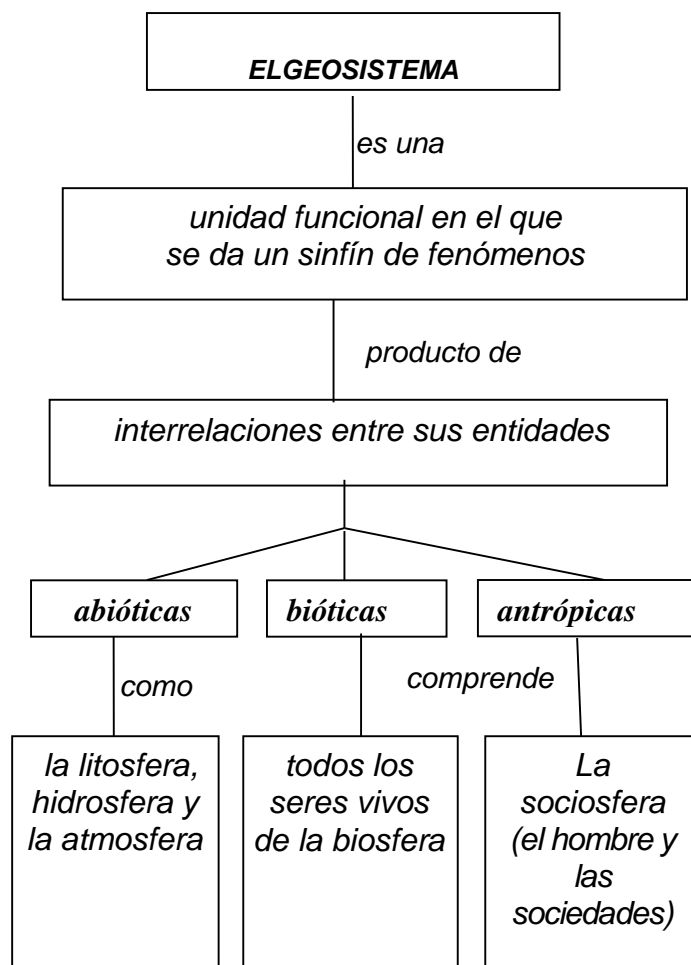 ELGEOSISTEMA
es una
unidad funcional en el que
se da un sinfín de fenómenos
producto de
interrelaciones entre sus entidades
abióticas
bióticas
antrópicas
como
comprende
la litosfera,
hidrosfera y
la atmosfera
todos los
seres vivos
de la biosfera
La
sociosfera
(el hombre y
las
sociedades)